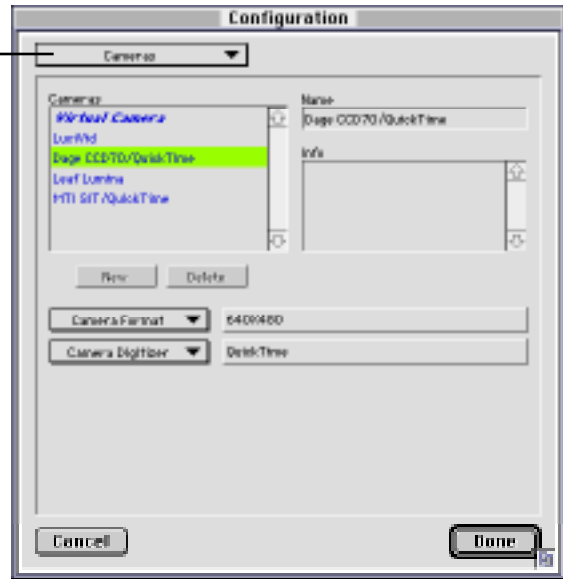 Configuration
Cameras
Cameras
Virtual Camera
LumVid
Dage CCD70/QuickTime
Leaf Lumina
MTI SIT/QuickTime
Name
Dage CCD70/QuickTime
Info
New
Delete
Camera Format
640X480
Camera Digitizer
QuickTime
Cancel
Done